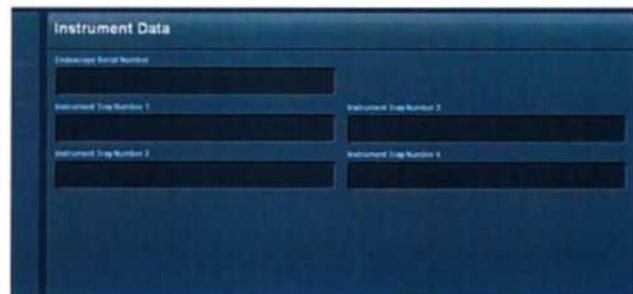 Instrument Data
Endoscope Serial Number
Instrument Tray Number 1
Instrument Tray Number 3
Instrument Tray Number 2
Instrument Tray Number 4